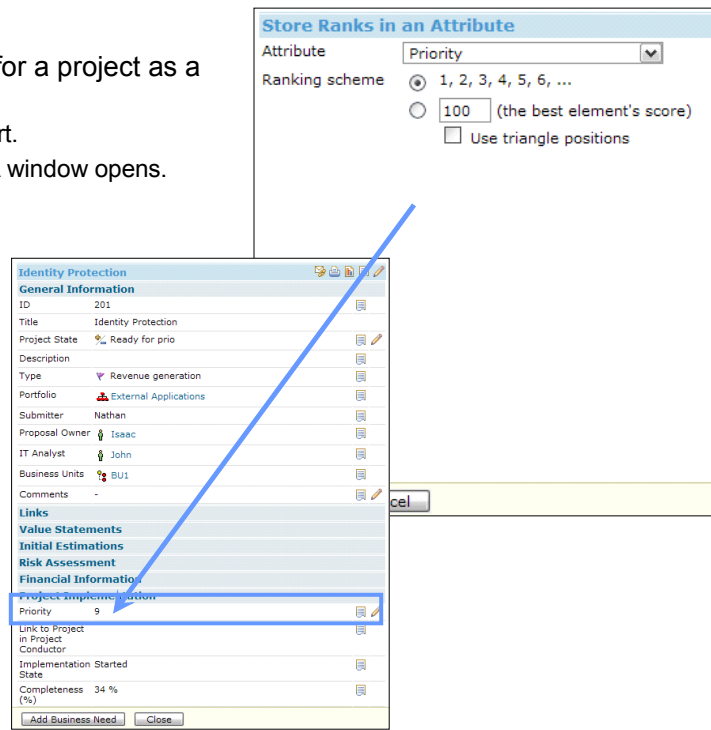 for a project as a
rt.
window opens.
Store Ranks in an Attribute
Attribute Priority
Ranking scheme 1, 2, 3, 4, 5, 6, ...
100 (the best element's score)
Use triangle positions
cel
Identity Protection
General Information
ID 201
Title Identity Protection
Project State Ready for prio
Description
Type Revenue generation
Portfolio External Applications
Submitter Nathan
Proposal Owner Isaac
IT Analyst John
Business Units BU1
Comments -
Links
Value Statements
Initial Estimations
Risk Assessment
Financial Information
Project Implementation
Priority 9
Link to Project
in Project
Conductor
Implementation Started
State
Completeness 34 %
(%)
Add Business Need Close